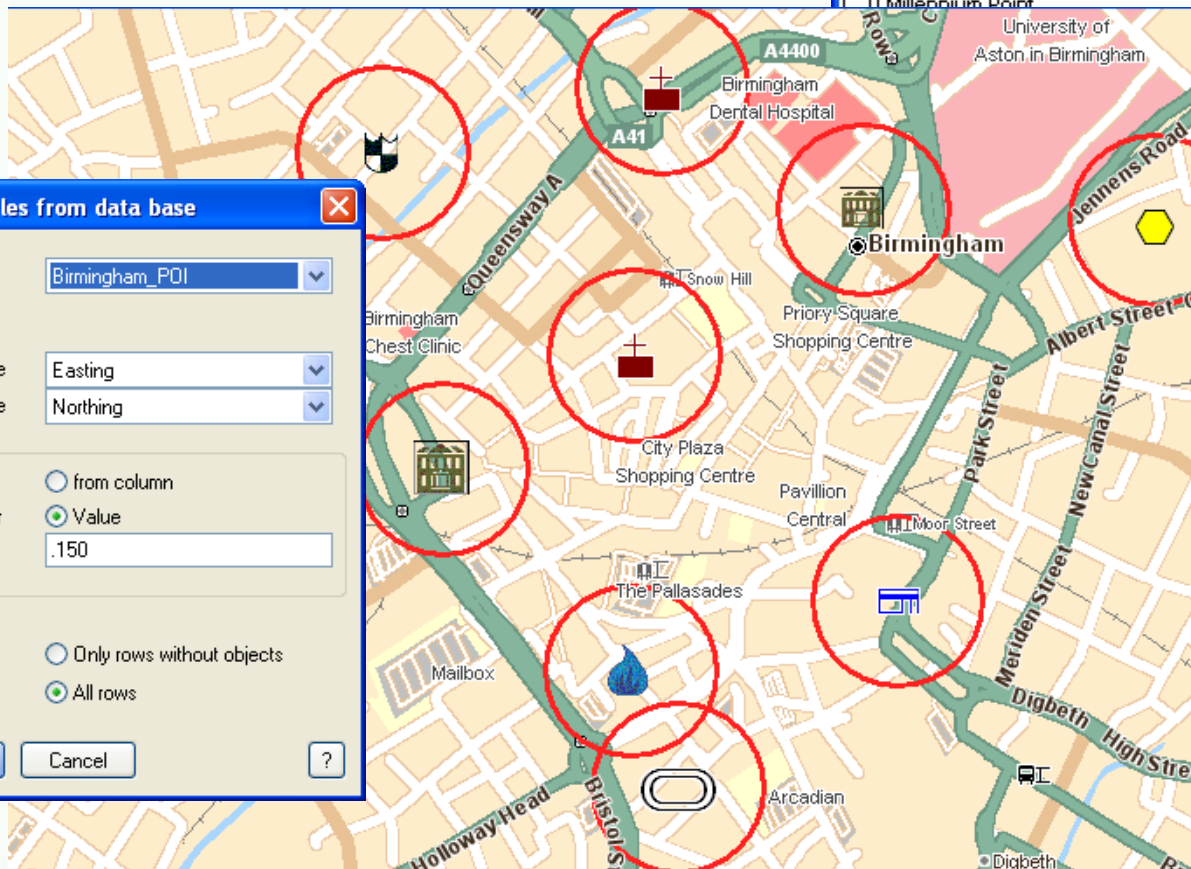 Millennium Point
University of
Aston in Birmingham
Row
A4400
Birmingham
Dental Hospital
A41
Jennens Road
Queensway A
Birmingham
Snow Hill
Birmingham
Chest Clinic
Priory Square
Shopping Centre
Albert Street
City Plaza
Shopping Centre
Park Street
New Canal Street
Pavillion
Central
Moor Street
The Pallasades
Meriden Street
Mailbox
Digbeth
High Stre
Arcadian
Holloway Head
Bristol S
Digbeth
les from data base
Birmingham_POI
Easting
Northing
from column
Value
.150
Only rows without objects
All rows
Cancel
?